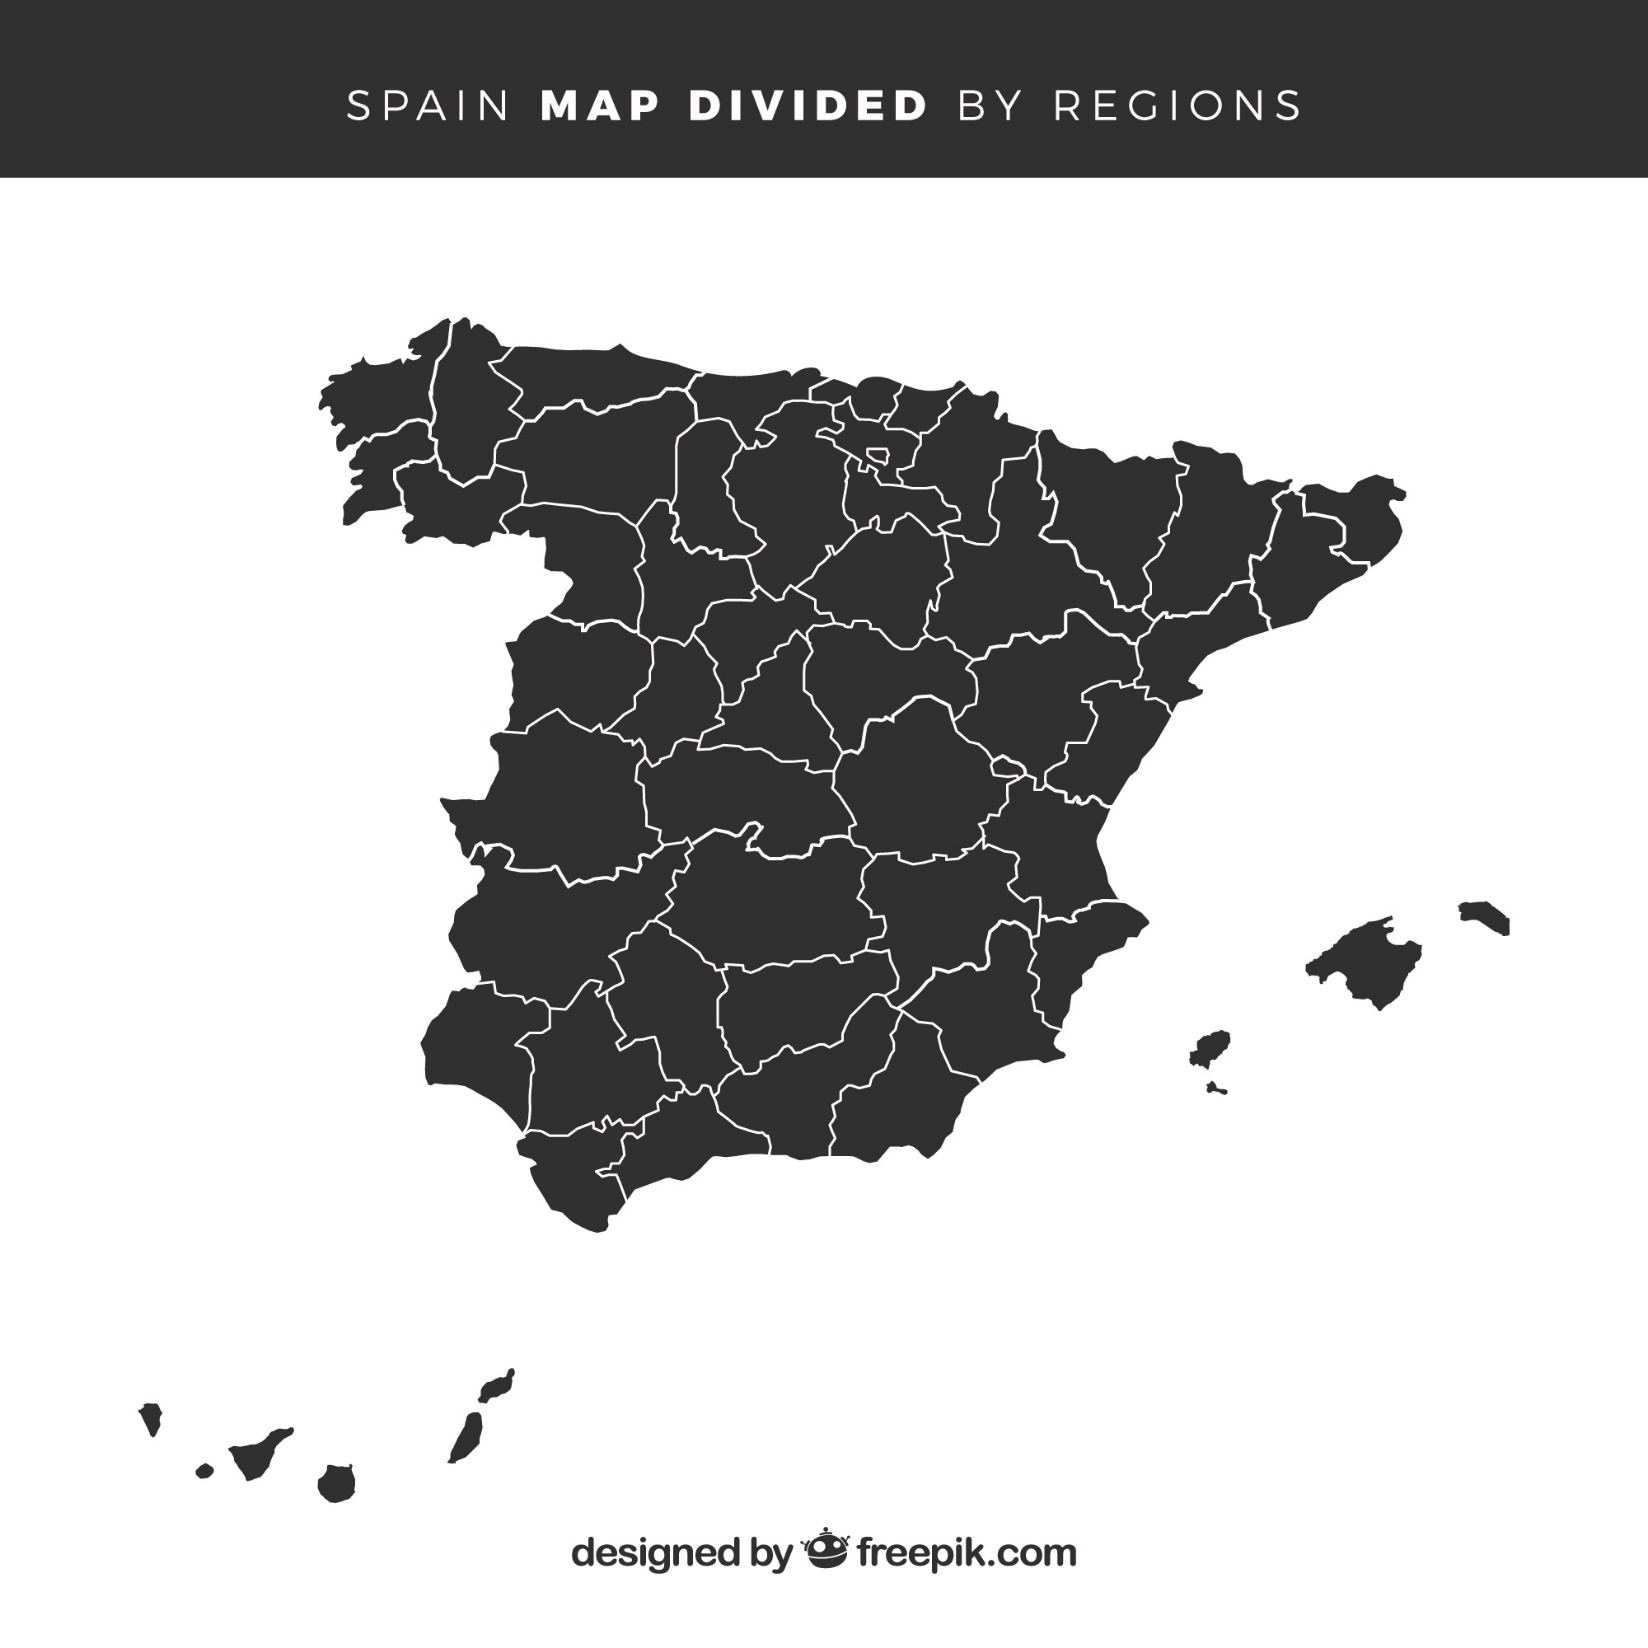 SPAIN MAP DIVIDED BY REGIONS
designed by freepik.com